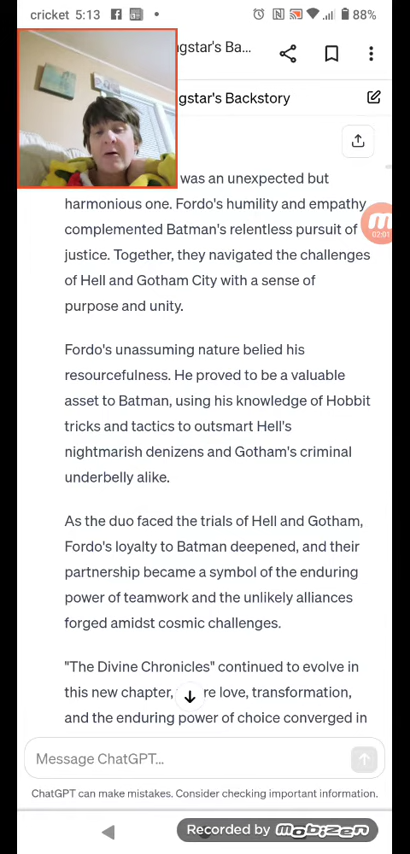 cricket 5:13 88%
gstar's Ba...
gstar's Backstory
was an unexpected but
harmonious one. Fordo's humility and empathy
complemented Batman's relentless pursuit of
justice. Together, they navigated the challenges
of Hell and Gotham City with a sense of
purpose and unity.
02:01
Fordo's unassuming nature belied his
resourcefulness. He proved to be a valuable
asset to Batman, using his knowledge of Hobbit
tricks and tactics to outsmart Hell's
nightmarish denizens and Gotham's criminal
underbelly alike.
As the duo faced the trials of Hell and Gotham,
Fordo's loyalty to Batman deepened, and their
partnership became a symbol of the enduring
power of teamwork and the unlikely alliances
forged amidst cosmic challenges.
"The Divine Chronicles" continued to evolve in
this new chapter, re love, transformation,
and the enduring power of choice converged in
Message ChatGPT...
ChatGPT can make mistakes. Consider checking important information.
Recorded by Mobizen